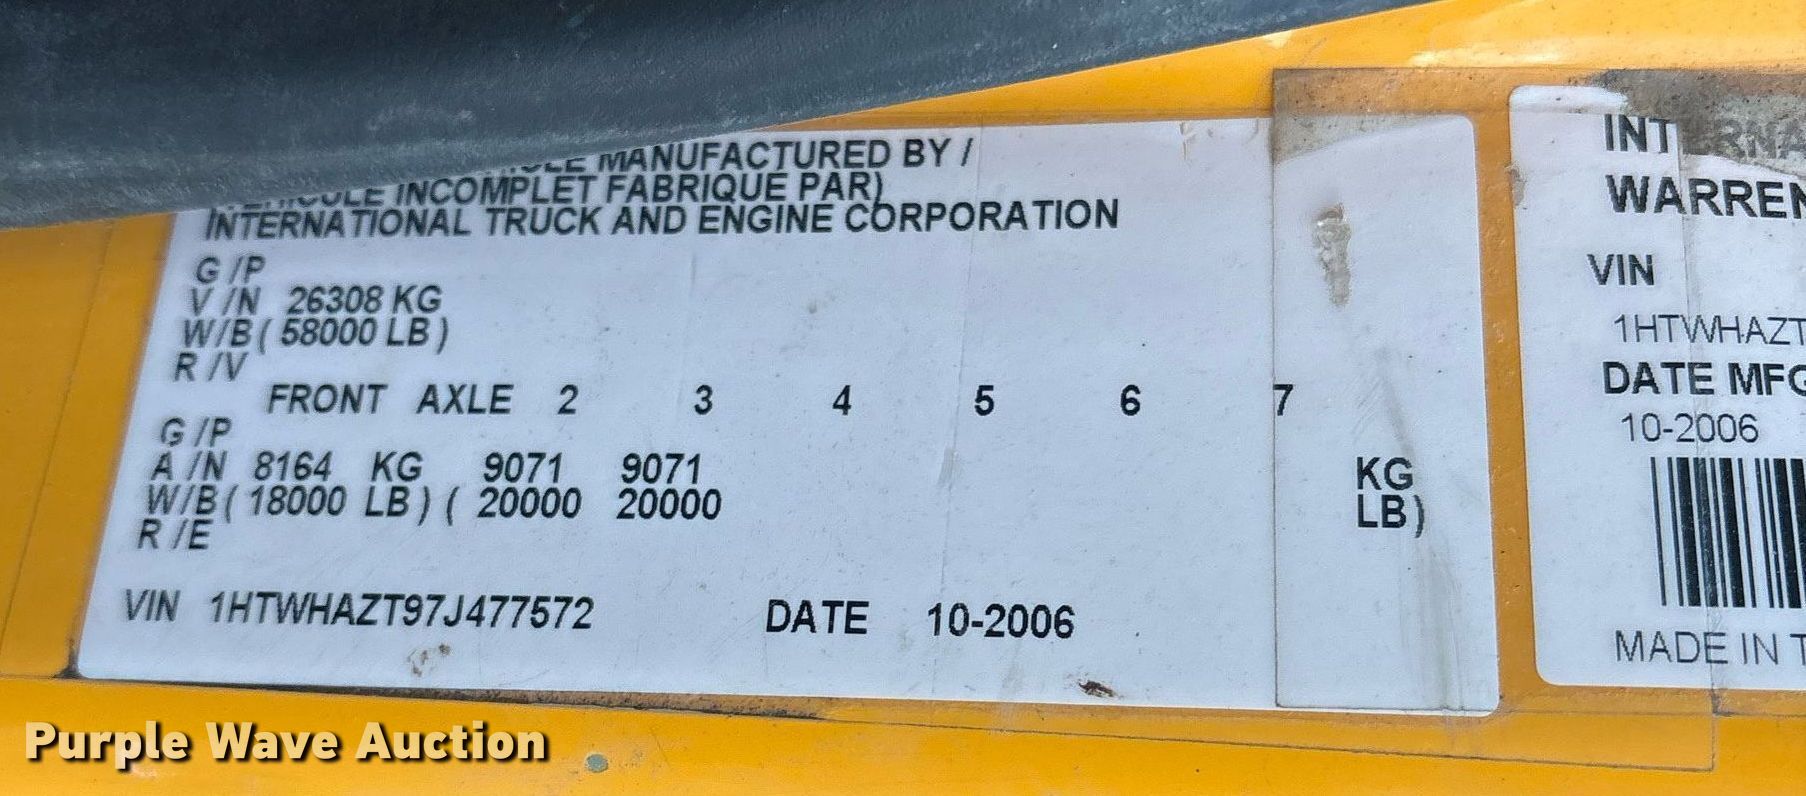 MANUFACTURED BY /
INCOMPLET FABRIQUE PAR)
INTERNATIONAL TRUCK AND ENGINE CORPORATION
G /P
V /N 26308 KG
W/B ( 58000 LB )
R /V
FRONT AXLE 2 3 4 5 6 7
G /P
A /N 8164 KG 9071 9071 KG
W/B ( 18000 LB ) ( 20000 20000 LB)
R /E
VIN 1HTWHAZT97J477572 DATE 10-2006
INT
WARREN
VIN
1HTWHAZT
DATE MFG
10-2006
MADE IN T
Purple Wave Auction